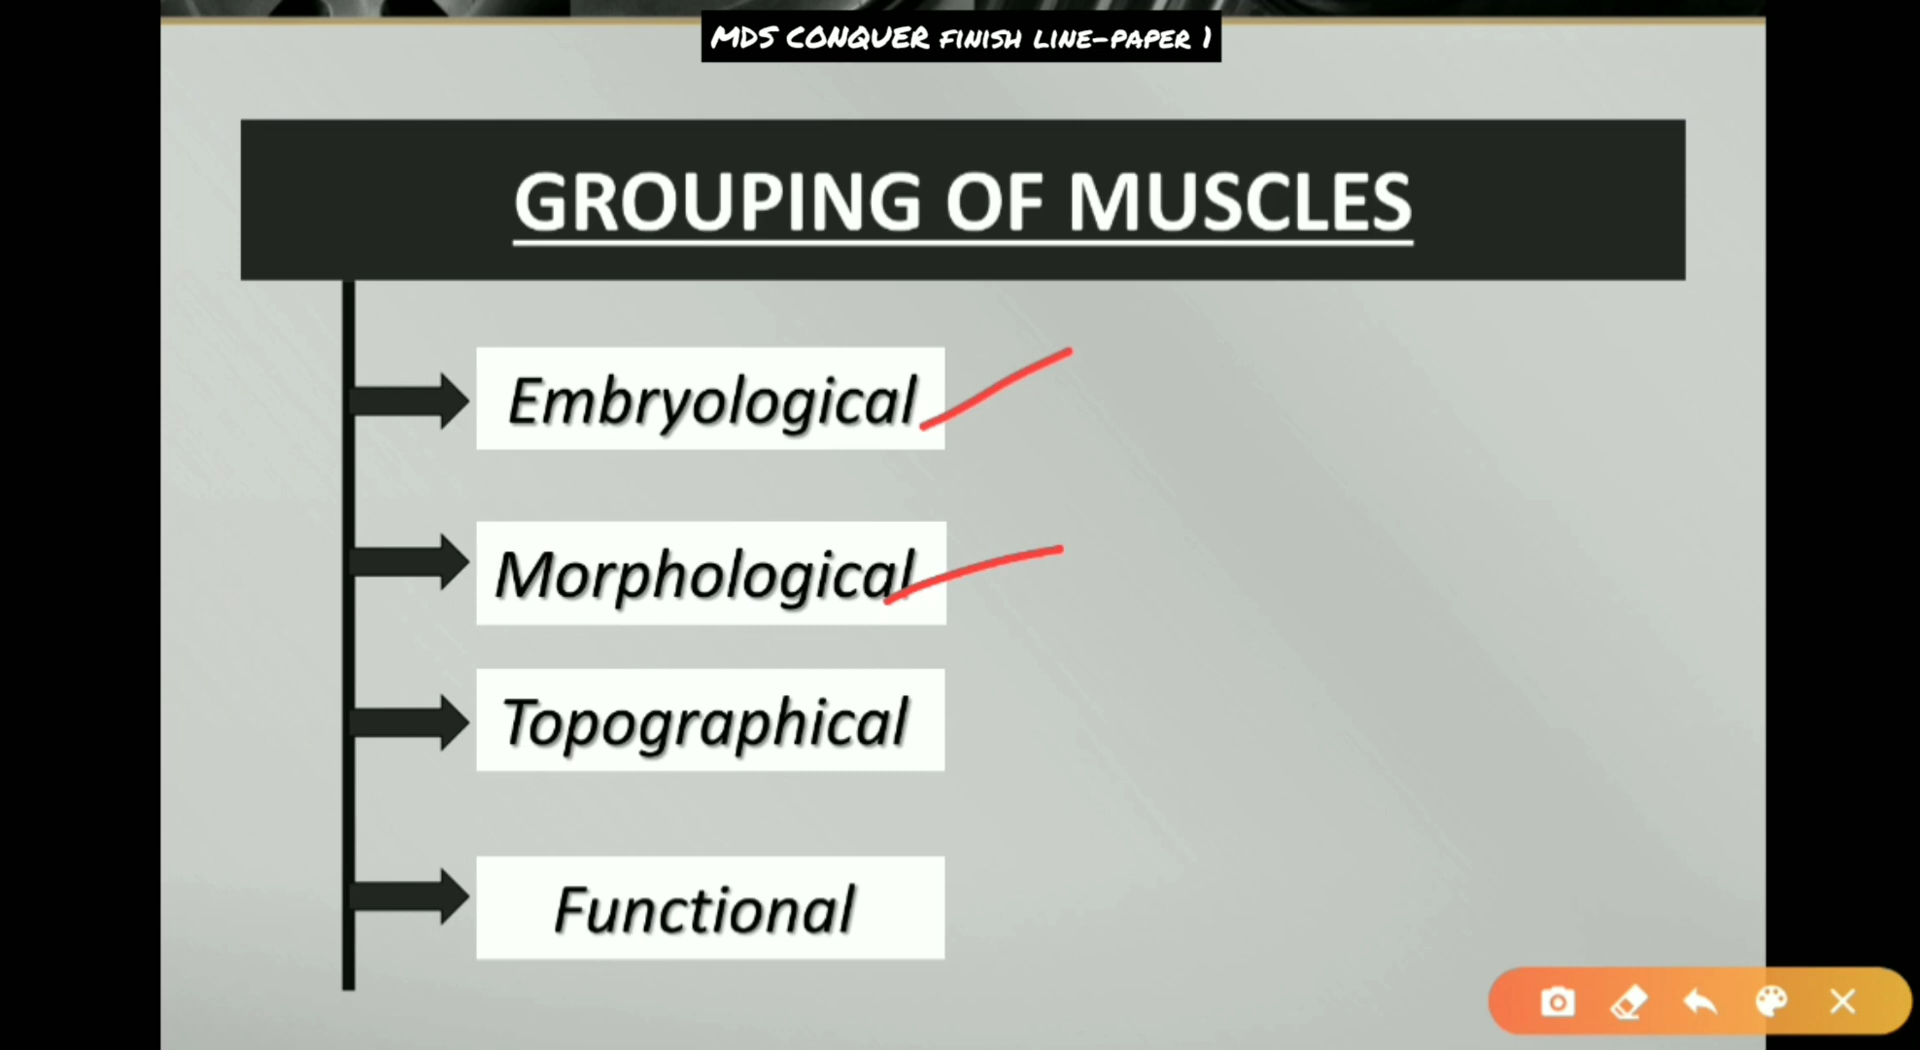 MDS CONQUER FINISH LINE-PAPER 1
GROUPING OF MUSCLES
Embryological
Morphological
Topographical
Functional